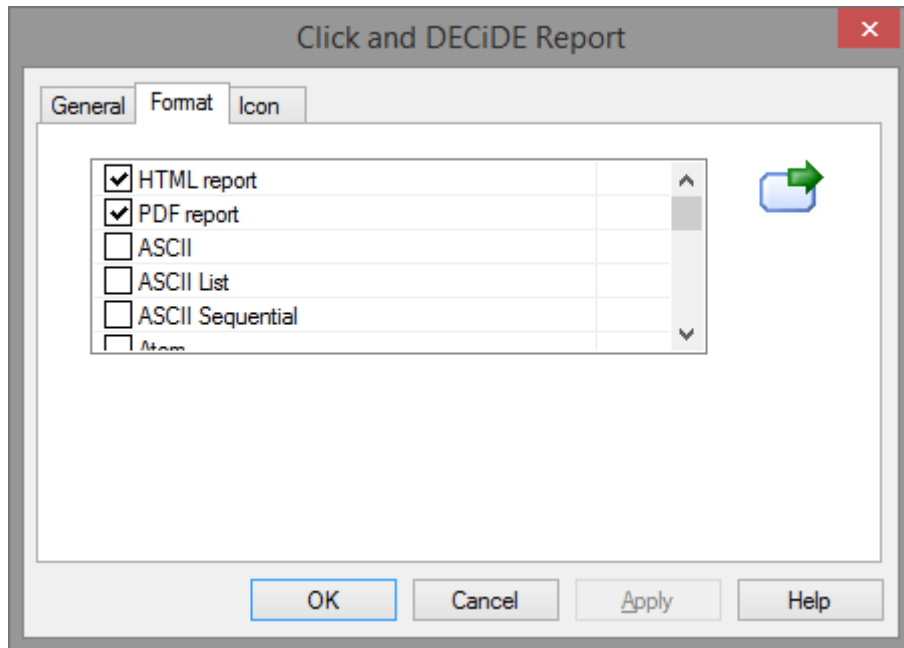 Click and DECiDE Report
General Format Icon
HTML report
PDF report
ASCII
ASCII List
ASCII Sequential
Atom
OK Cancel Apply Help